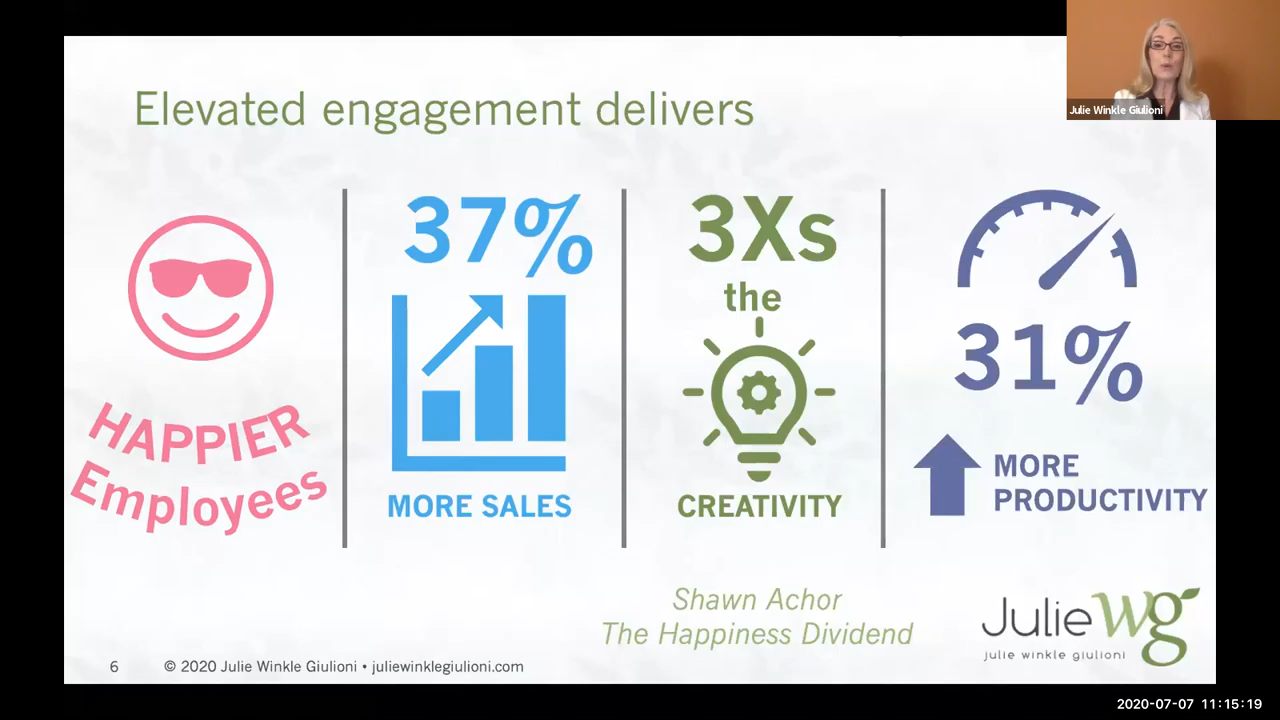 Elevated engagement delivers
Julie Winkle Giulioni
HAPPIER
Employees
37%
MORE SALES
3Xs
the
CREATIVITY
31%
MORE
PRODUCTIVITY
Shawn Achor
The Happiness Dividend
Julie wg
julie winkle giulioni
6
© 2020 Julie Winkle Giulioni • juliewinklegiulioni.com
2020-07-07 11:15:19